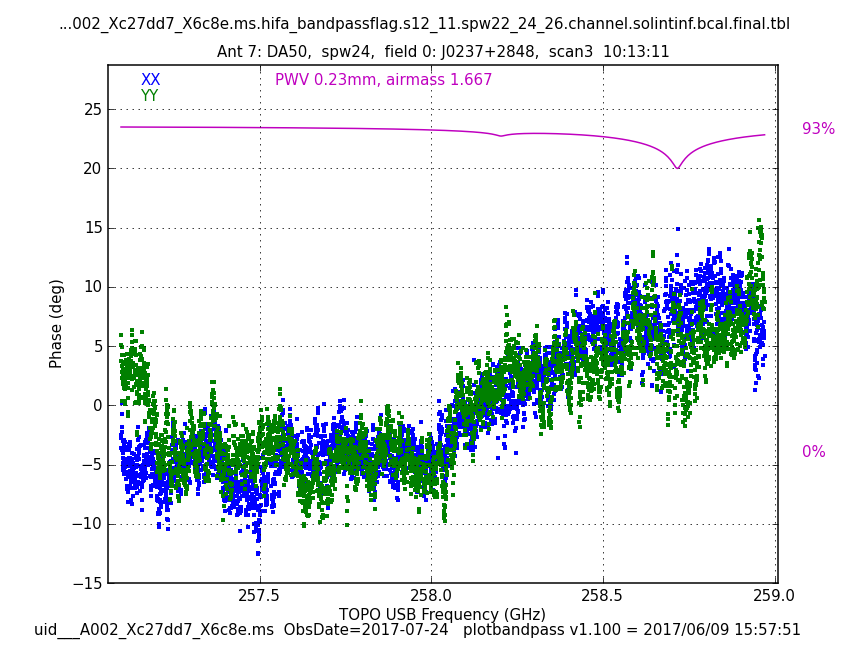 ...002_Xc27dd7_X6c8e.ms.hifa_bandpassflag.s12_11.spw22_24_26.channel.solintinf.bcal.final.tbl
Ant 7: DA50,  spw24,  field 0: J0237+2848,  scan3  10:13:11
XX
PWV 0.23mm, airmass 1.667
YY
25
93%
20
15
10
Phase (deg)
5
0
0%
−5
−10
−15
257.5
258.0
258.5
259.0
TOPO USB Frequency (GHz)
uid___A002_Xc27dd7_X6c8e.ms  ObsDate=2017-07-24   plotbandpass v1.100 = 2017/06/09 15:57:51